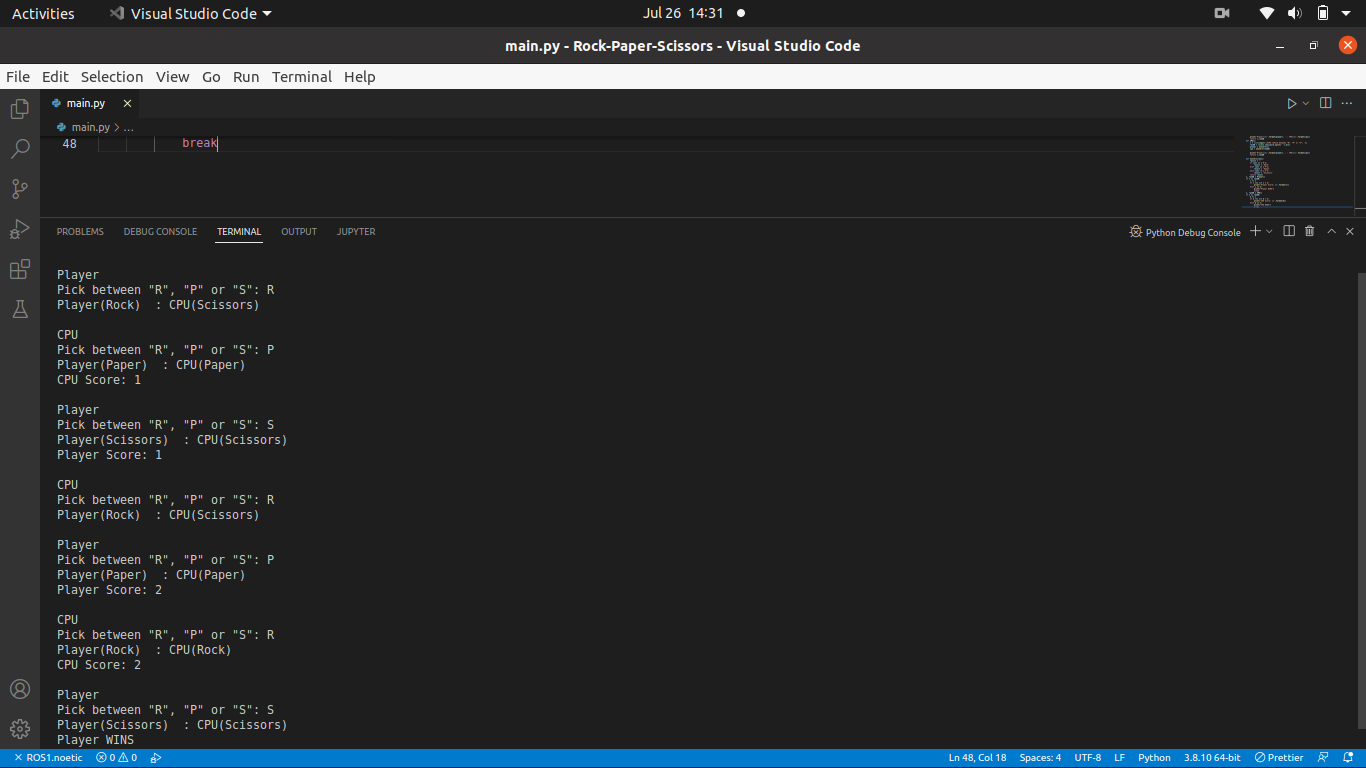 Activities Visual Studio Code Jul 26 14:31
main.py - Rock-Paper-Scissors - Visual Studio Code
File Edit Selection View Go Run Terminal Help
main.py
main.py > ...
48 break
PROBLEMS DEBUG CONSOLE TERMINAL OUTPUT JUPYTER Python Debug Console
Player
Pick between "R", "P" or "S": R
Player(Rock)  : CPU(Scissors)
CPU
Pick between "R", "P" or "S": P
Player(Paper)  : CPU(Paper)
CPU Score: 1
Player
Pick between "R", "P" or "S": S
Player(Scissors)  : CPU(Scissors)
Player Score: 1
CPU
Pick between "R", "P" or "S": R
Player(Rock)  : CPU(Scissors)
Player
Pick between "R", "P" or "S": P
Player(Paper)  : CPU(Paper)
Player Score: 2
CPU
Pick between "R", "P" or "S": R
Player(Rock)  : CPU(Rock)
CPU Score: 2
Player
Pick between "R", "P" or "S": S
Player(Scissors)  : CPU(Scissors)
Player WINS
ROS1.noetic 0 0 Ln 48, Col 18 Spaces: 4 UTF-8 LF Python 3.8.10 64-bit Prettier